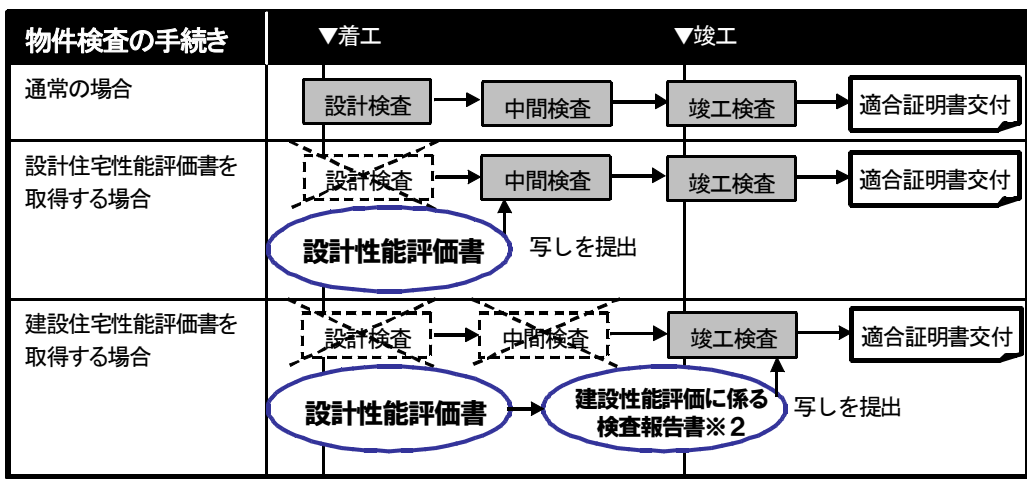 物件検査の手続き ▼着工 ▼竣工
通常の場合
設計検査 中間検査 竣工検査 適合証明書交付
設計住宅性能評価書を
取得する場合
設計検査 中間検査 竣工検査 適合証明書交付
設計性能評価書 写しを提出
建設住宅性能評価書を
取得する場合
設計検査 中間検査 竣工検査 適合証明書交付
設計性能評価書
建設性能評価に係る
検査報告書※2
写しを提出